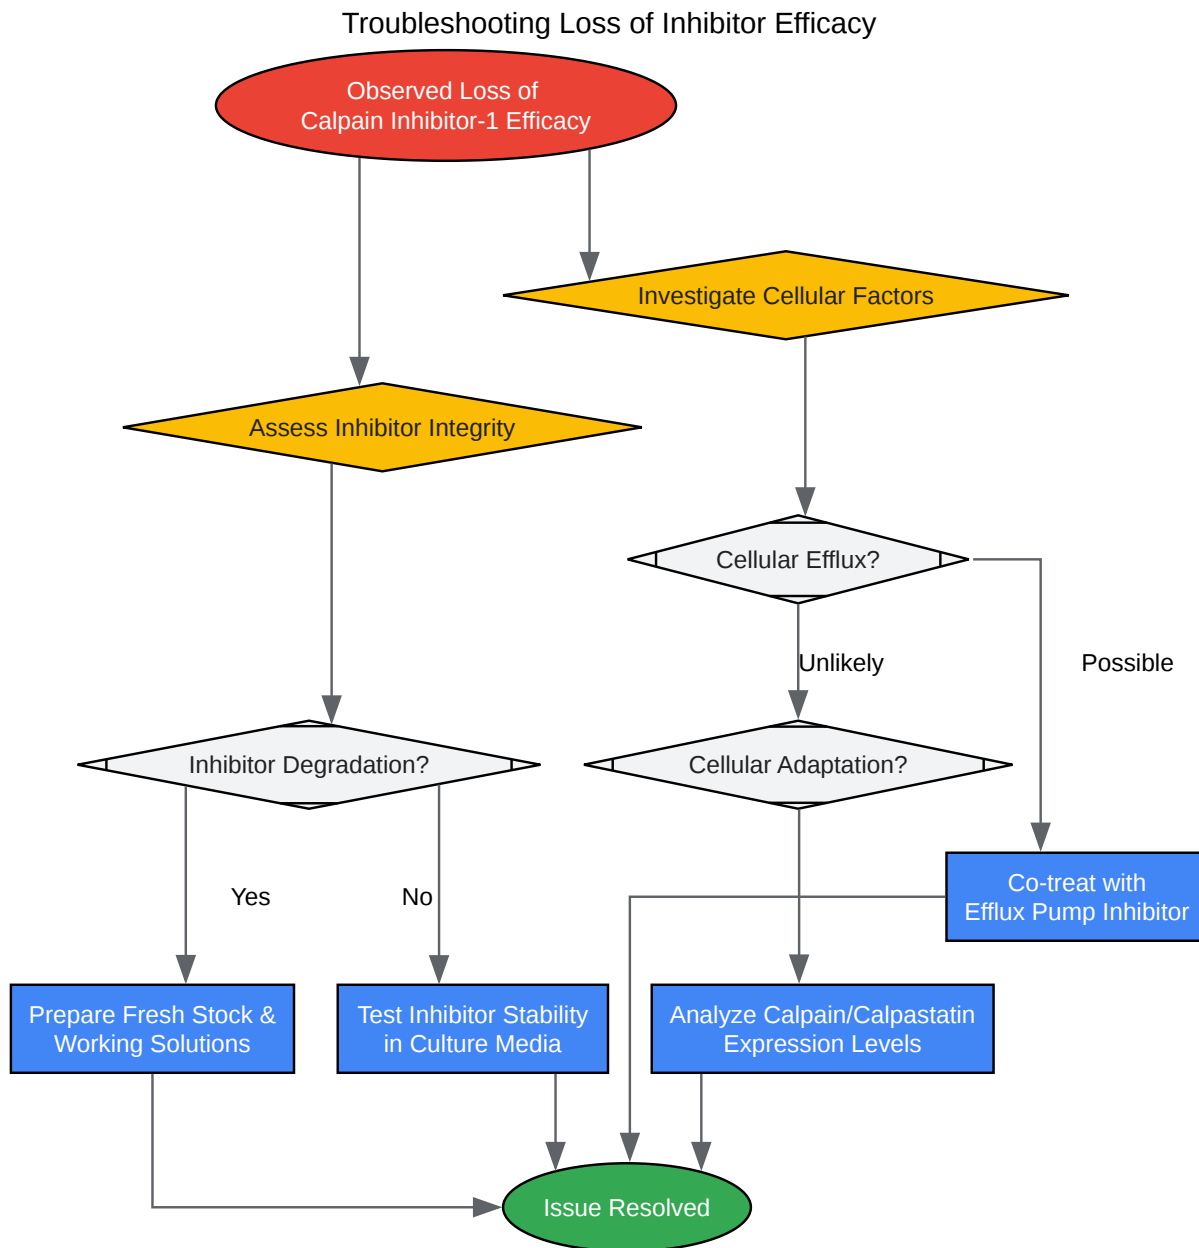 Troubleshooting Loss of Inhibitor Efficacy
Observed Loss of
Calpain Inhibitor-1 Efficacy
Investigate Cellular Factors
Assess Inhibitor Integrity
Cellular Efflux?
Unlikely
Possible
Inhibitor Degradation?
Cellular Adaptation?
Yes
No
Co-treat with
Efflux Pump Inhibitor
Prepare Fresh Stock &
Working Solutions
Test Inhibitor Stability
in Culture Media
Analyze Calpain/Calpastatin
Expression Levels
Issue Resolved